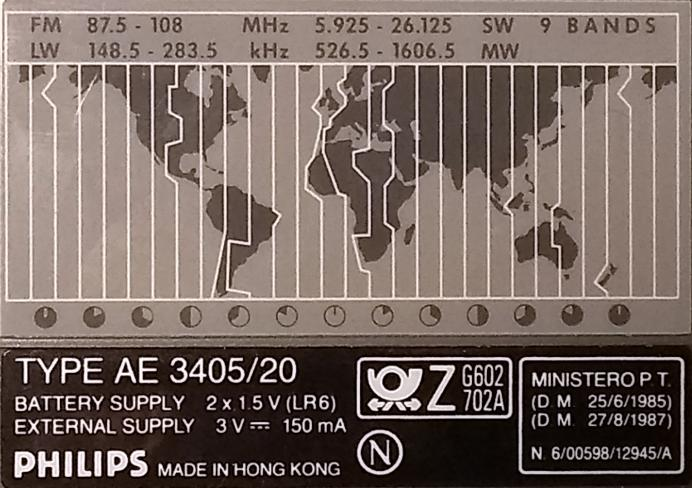 FM 87.5 - 108 MHz 5.925 - 26.125 SW 9 BANDS
LW 148.5 - 283.5 kHz 526.5 - 1606.5 MW
TYPE AE 3405/20
BATTERY SUPPLY 2 x 1.5 V (LR6)
EXTERNAL SUPPLY 3 V ⎓ 150 mA
PHILIPS MADE IN HONG KONG
Z G602
702A
N
MINISTERO P.T.
(D.M. 25/6/1985)
(D.M. 27/8/1987)
N. 6/00598/12945/A